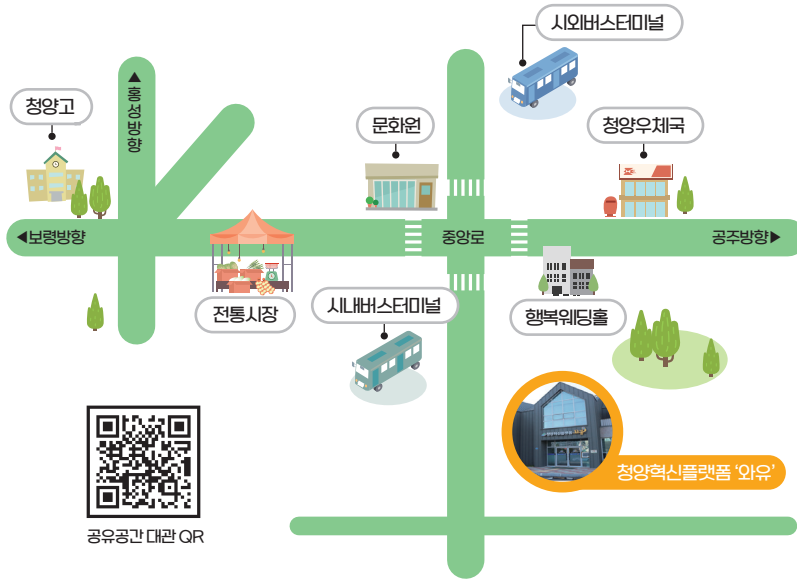 시외버스터미널
▲홍성방향
청양고
문화원
청양우체국
◀보령방향
중앙로
공주방향▶
전통시장
시내버스터미널
행복웨딩홀
청양혁신플랫폼 '와유'
공유공간 대관 QR